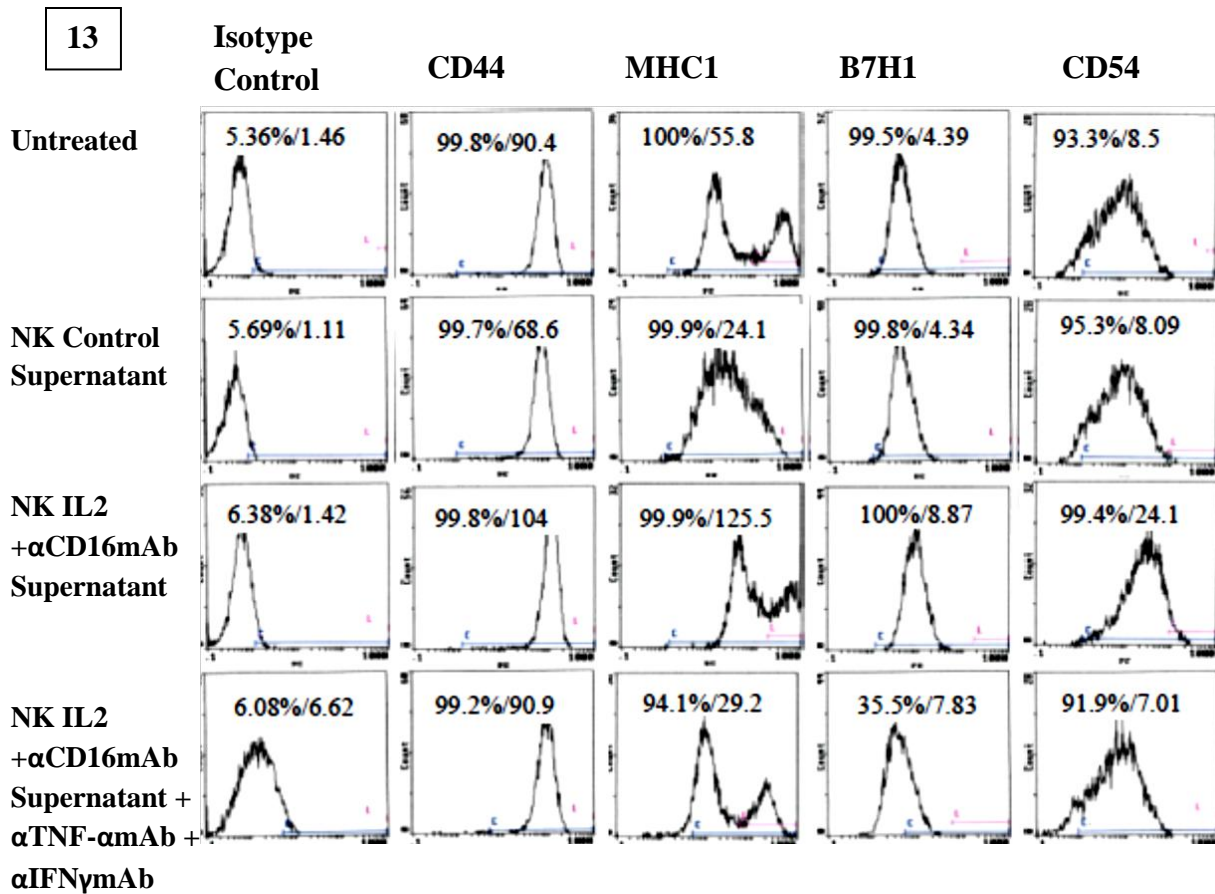 13
Isotype
Control
CD44
MHC1
B7H1
CD54
Untreated
5.36%/1.46
99.8%/90.4
100%/55.8
99.5%/4.39
93.3%/8.5
NK Control
Supernatant
5.69%/1.11
99.7%/68.6
99.9%/24.1
99.8%/4.34
95.3%/8.09
NK IL2
+αCD16mAb
Supernatant
6.38%/1.42
99.8%/104
99.9%/125.5
100%/8.87
99.4%/24.1
NK IL2
+αCD16mAb
Supernatant +
αTNF-αmAb +
αIFNγmAb
6.08%/6.62
99.2%/90.9
94.1%/29.2
35.5%/7.83
91.9%/7.01